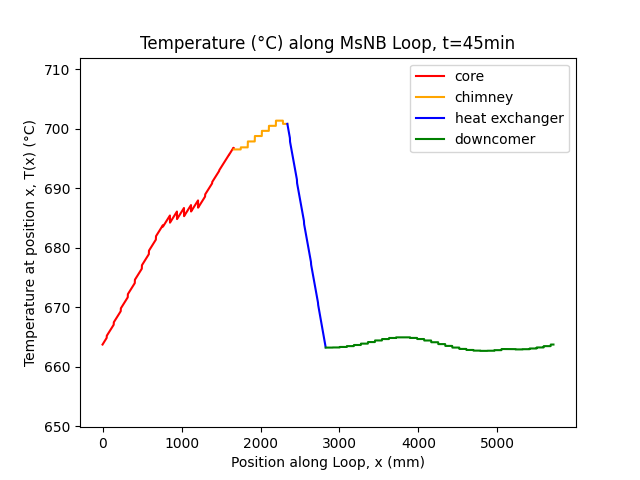 Temperature (°C) along MsNB Loop, t=45min
710
700
690
680
670
660
650
Temperature at position x, T(x) (°C)
core
chimney
heat exchanger
downcomer
0 1000 2000 3000 4000 5000
Position along Loop, x (mm)